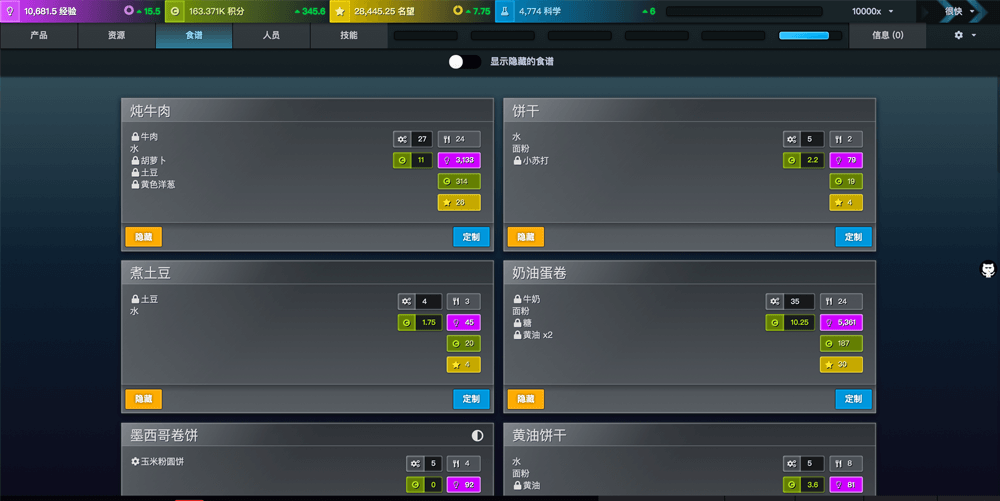 10,681.5 经验 15.5 163.371K 积分 345.6 28,445.25 名望 7.75 4,774 科学 6 10000x 很快
产品 资源 食谱 人员 技能 信息 (0)
显示隐藏的食谱
炖牛肉
牛肉
水
胡萝卜
土豆
黄色洋葱
27 24
11 3,133
314
28
隐藏 定制
饼干
水
面粉
小苏打
5 2
2.2 79
19
4
隐藏 定制
煮土豆
土豆
水
4 3
1.75 45
20
4
隐藏 定制
奶油蛋卷
牛奶
面粉
糖
黄油 x2
35 24
10.25 5,361
187
30
隐藏 定制
墨西哥卷饼
玉米粉圆饼
5 4
0 92
黄油饼干
水
面粉
黄油
5 8
3.6 81